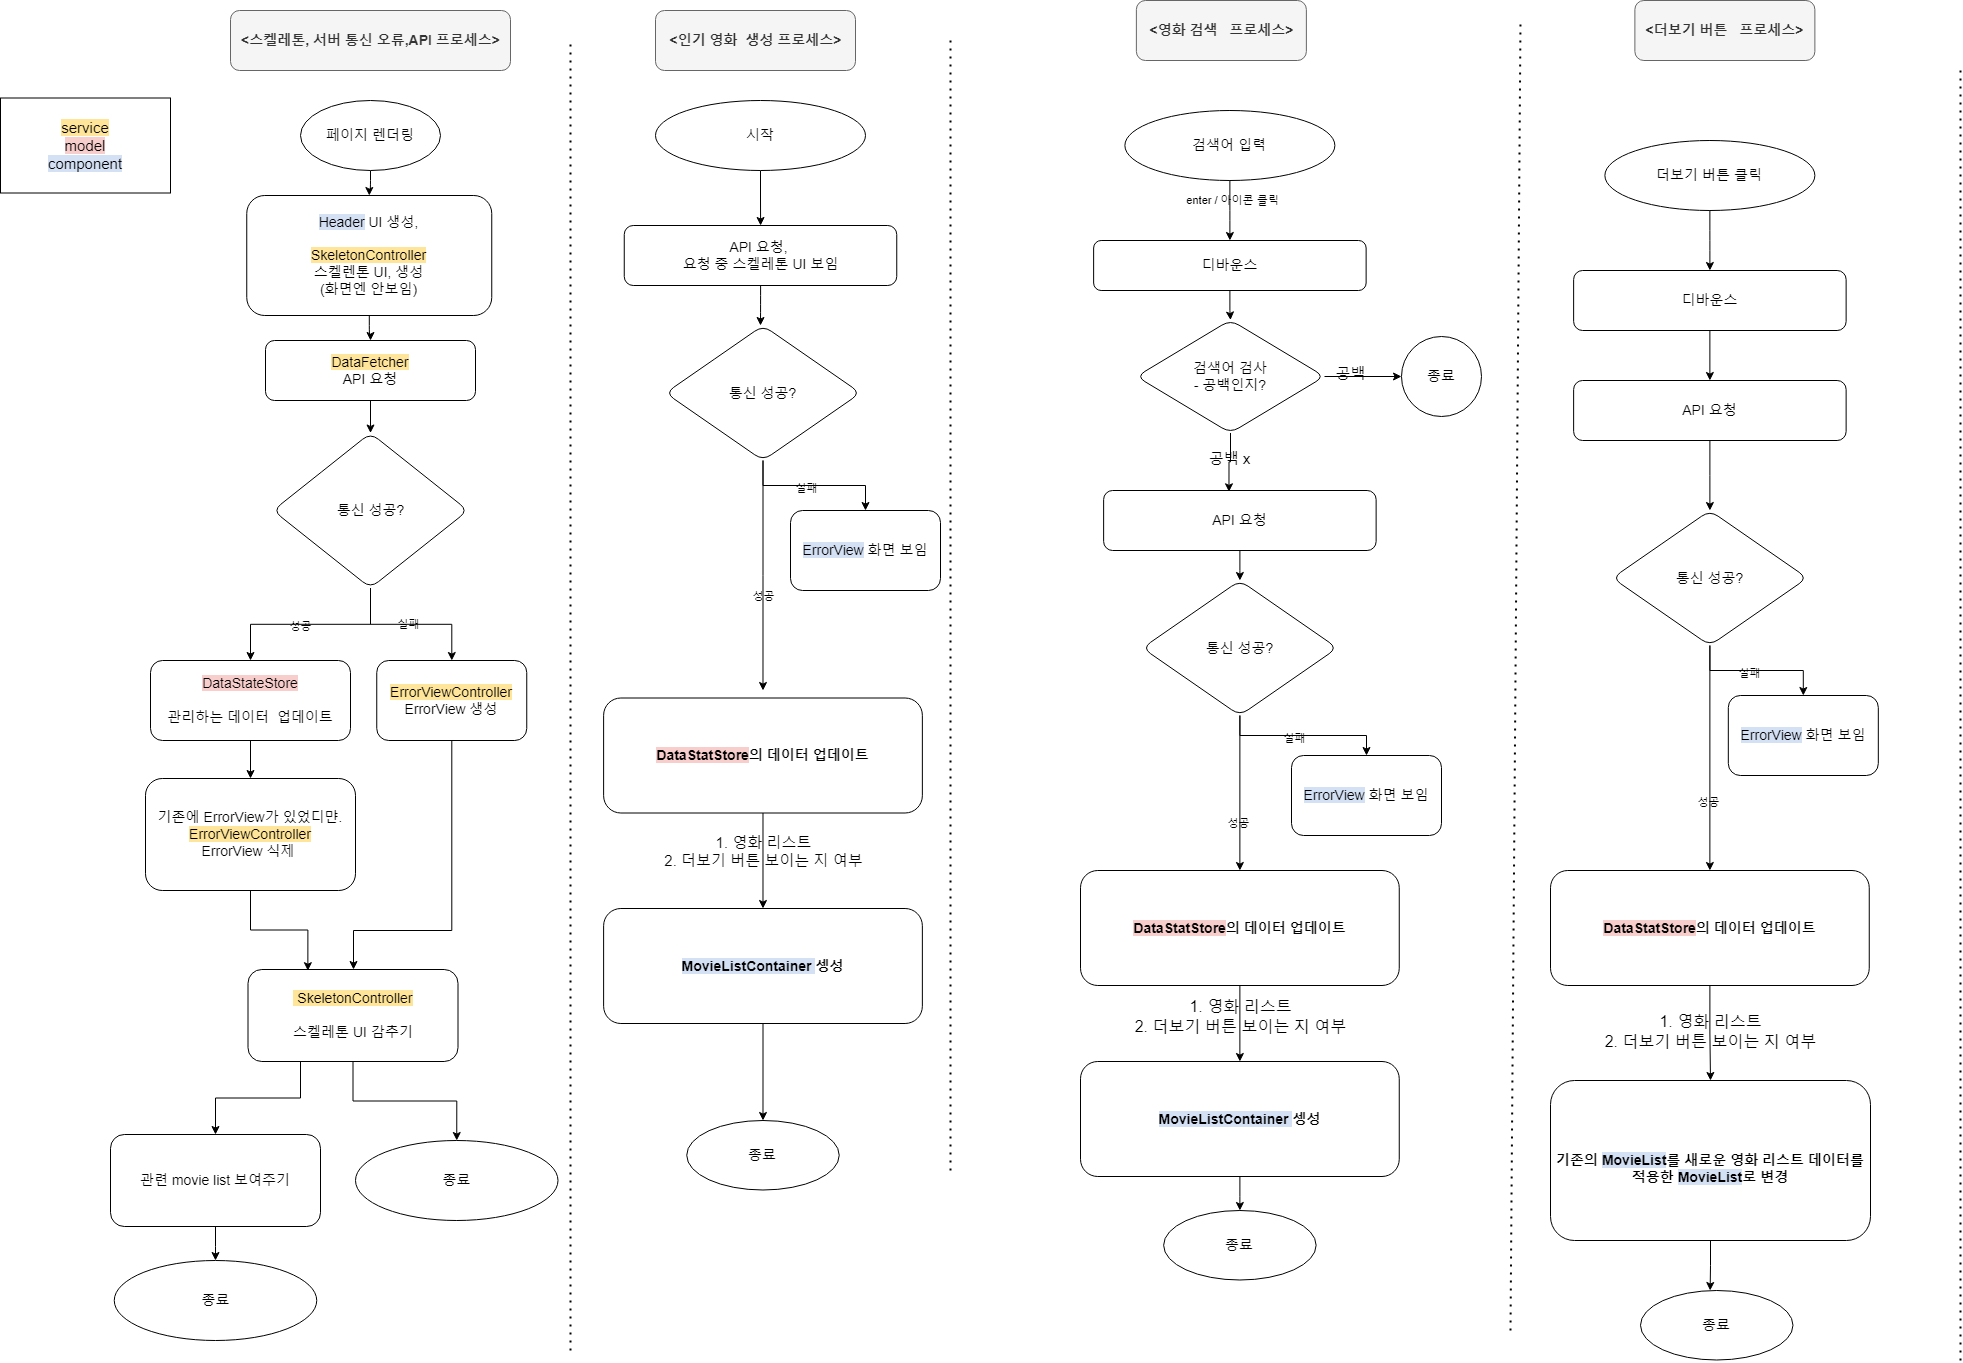 <스켈레톤, 서버 통신 오류,API 프로세스>
service
model
component
페이지 렌더링
Header UI 생성,
SkeletonController
스켈렌톤 UI, 생성
(화면엔 안보임)
DataFetcher
API 요청
통신 성공?
성공
실패
DataStateStore
관리하는 데이터 업데이트
ErrorViewController
ErrorView 생성
기존에 ErrorView가 있었디먄.
ErrorViewController
ErrorView 식제
SkeletonController
스켈레톤 UI 감추기
관련 movie list 보여주기
종료
종료
<인기 영화 생성 프로세스>
시작
API 요청,
요청 중 스켈레톤 UI 보임
통신 성공?
실패
ErrorView 화면 보임
성공
DataStatStore의 데이터 업데이트
1. 영화 리스트
2. 더보기 버튼 보이는 지 여부
MovieListContainer 셍성
종료
<영화 검색 프로세스>
검색어 입력
enter / 아이콘 클릭
디바운스
검색어 검사
- 공백인지?
공백
종료
공백 x
API 요청
통신 성공?
실패
ErrorView 화면 보임
성공
DataStatStore의 데이터 업데이트
1. 영화 리스트
2. 더보기 버튼 보이는 지 여부
MovieListContainer 셍성
종료
<더보기 버튼 프로세스>
더보기 버튼 클릭
디바운스
API 요청
통신 성공?
실패
ErrorView 화면 보임
성공
DataStatStore의 데이터 업데이트
1. 영화 리스트
2. 더보기 버튼 보이는 지 여부
기존의 MovieList를 새로운 영화 리스트 데이터를
적용한 MovieList로 변경
종료